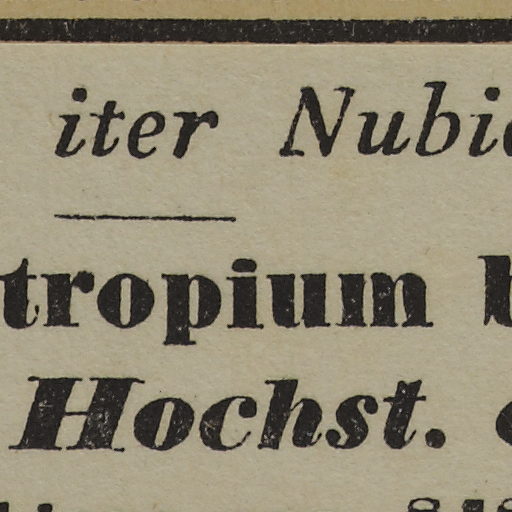 iter Nubi
tropium
Hochst.